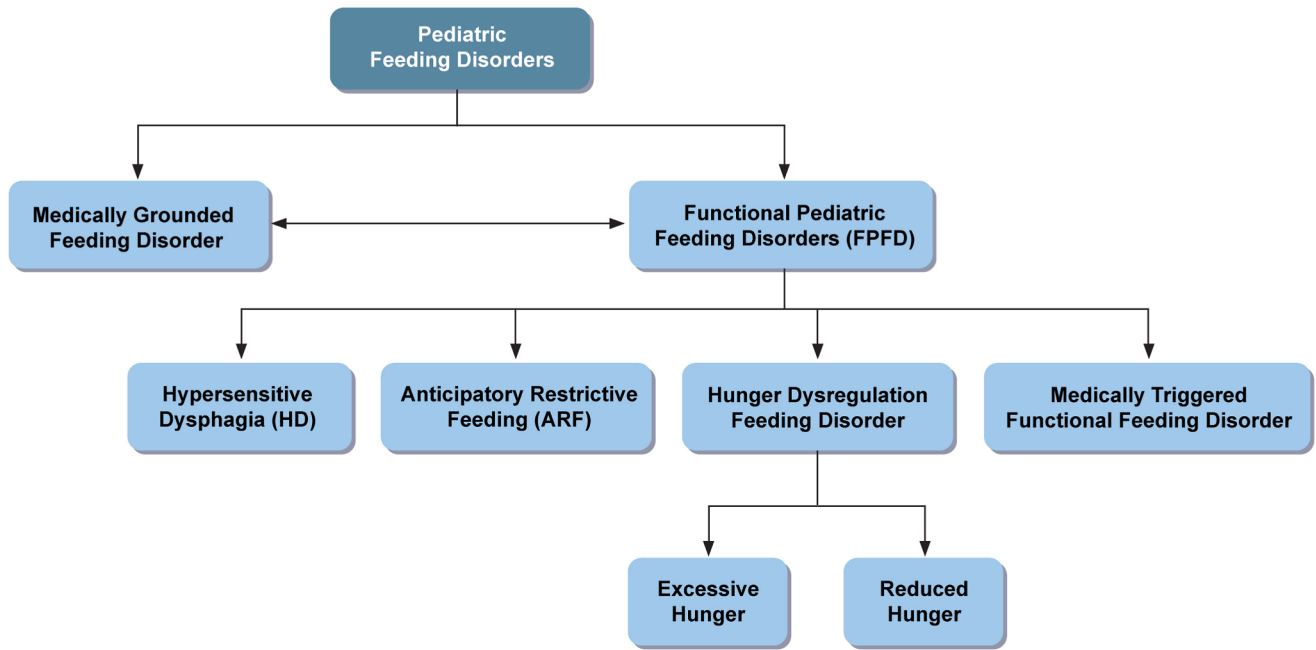 Pediatric
Feeding Disorders
Medically Grounded
Feeding Disorder
Functional Pediatric
Feeding Disorders (FPFD)
Hypersensitive
Dysphagia (HD)
Anticipatory Restrictive
Feeding (ARF)
Hunger Dysregulation
Feeding Disorder
Medically Triggered
Functional Feeding Disorder
Excessive
Hunger
Reduced
Hunger